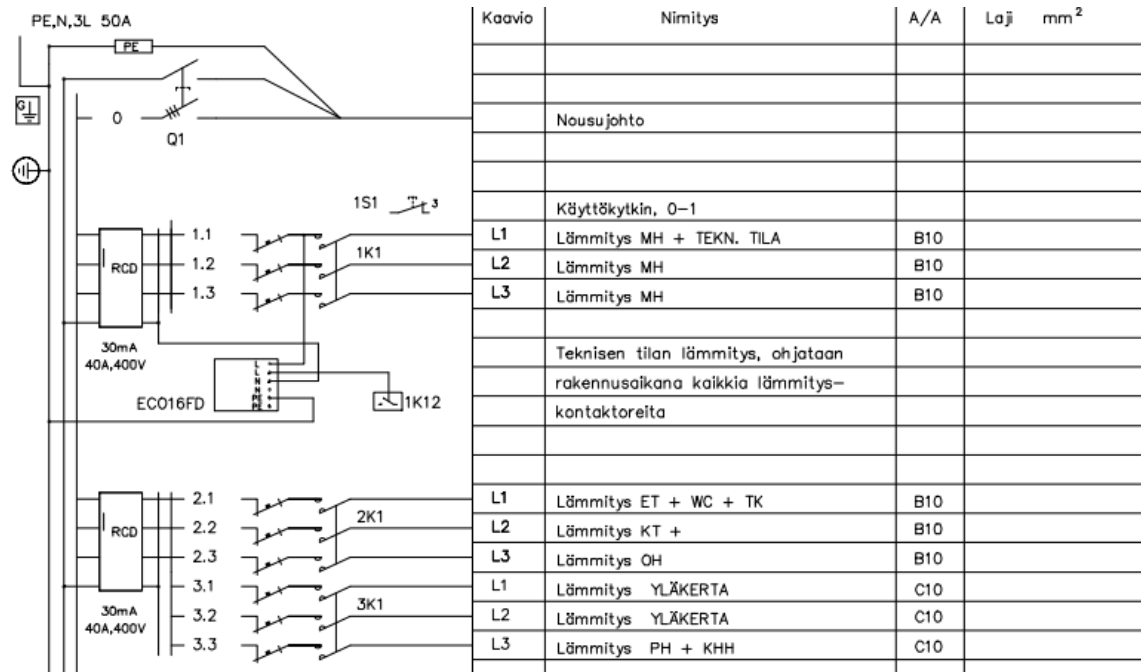 PE,N,3L 50A
Kaavio Nimitys A/A Laji mm²
PE
G
0
Q1
Nousujohto
1S1 3
Käyttökytkin, 0-1
1.1 L1 Lämmitys MH + TEKN. TILA B10
1K1
1.2 L2 Lämmitys MH B10
RCD
1.3 L3 Lämmitys MH B10
30mA
40A,400V
Teknisen tilan lämmitys, ohjataan
rakennusaikana kaikkia lämmitys-
kontaktoreita
L
L
N
N
PE
PE
ECO16FD
1K12
2.1 L1 Lämmitys ET + WC + TK B10
2K1
2.2 L2 Lämmitys KT + B10
RCD
2.3 L3 Lämmitys OH B10
3.1 L1 Lämmitys YLÄKERTA C10
3K1
30mA
40A,400V
3.2 L2 Lämmitys YLÄKERTA C10
3.3 L3 Lämmitys PH + KHH C10